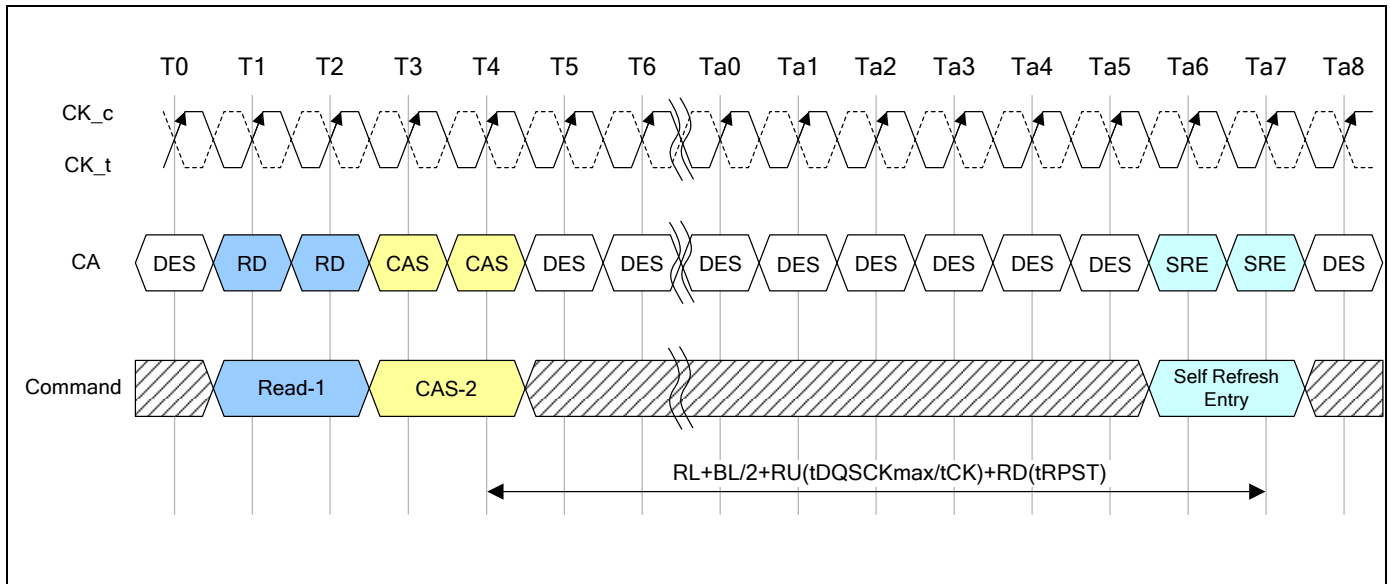 T0 T1 T2 T3 T4 T5 T6 Ta0 Ta1 Ta2 Ta3 Ta4 Ta5 Ta6 Ta7 Ta8
CK_c
CK_t
CA DES RD RD CAS CAS DES DES DES DES DES DES DES DES SRE SRE DES
Command Read-1 CAS-2 Self Refresh
Entry
RL+BL/2+RU(tDQSCKmax/tCK)+RD(tRPST)